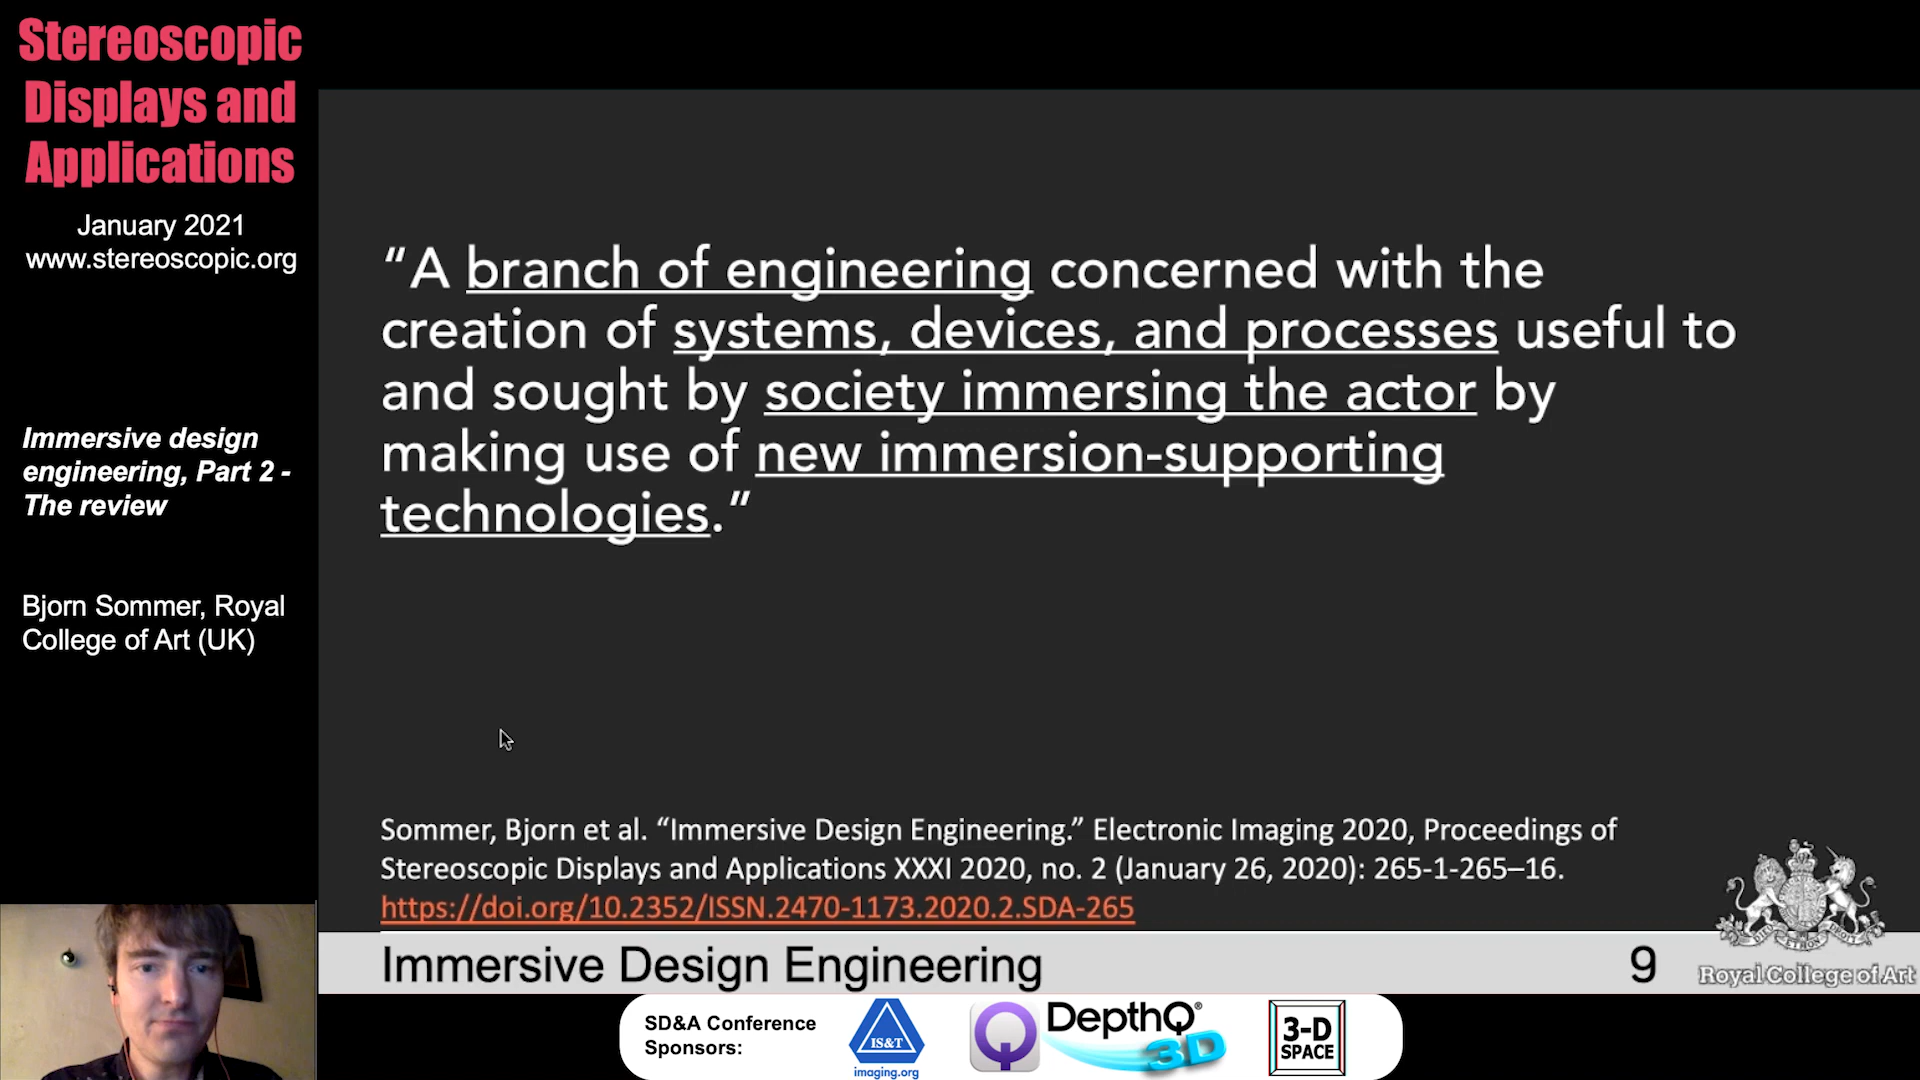 Stereoscopic
Displays and
Applications
January 2021
www.stereoscopic.org
Immersive design
engineering, Part 2 -
The review
Bjorn Sommer, Royal
College of Art (UK)
“A branch of engineering concerned with the
creation of systems, devices, and processes useful to
and sought by society immersing the actor by
making use of new immersion-supporting
technologies.”
Sommer, Bjorn et al. “Immersive Design Engineering.” Electronic Imaging 2020, Proceedings of
Stereoscopic Displays and Applications XXXI 2020, no. 2 (January 26, 2020): 265-1-265–16.
https://doi.org/10.2352/ISSN.2470-1173.2020.2.SDA-265
Immersive Design Engineering
9
Royal College of Art
SD&A Conference
Sponsors:
IS&T
imaging.org
DepthQ®
3D
3-D
SPACE